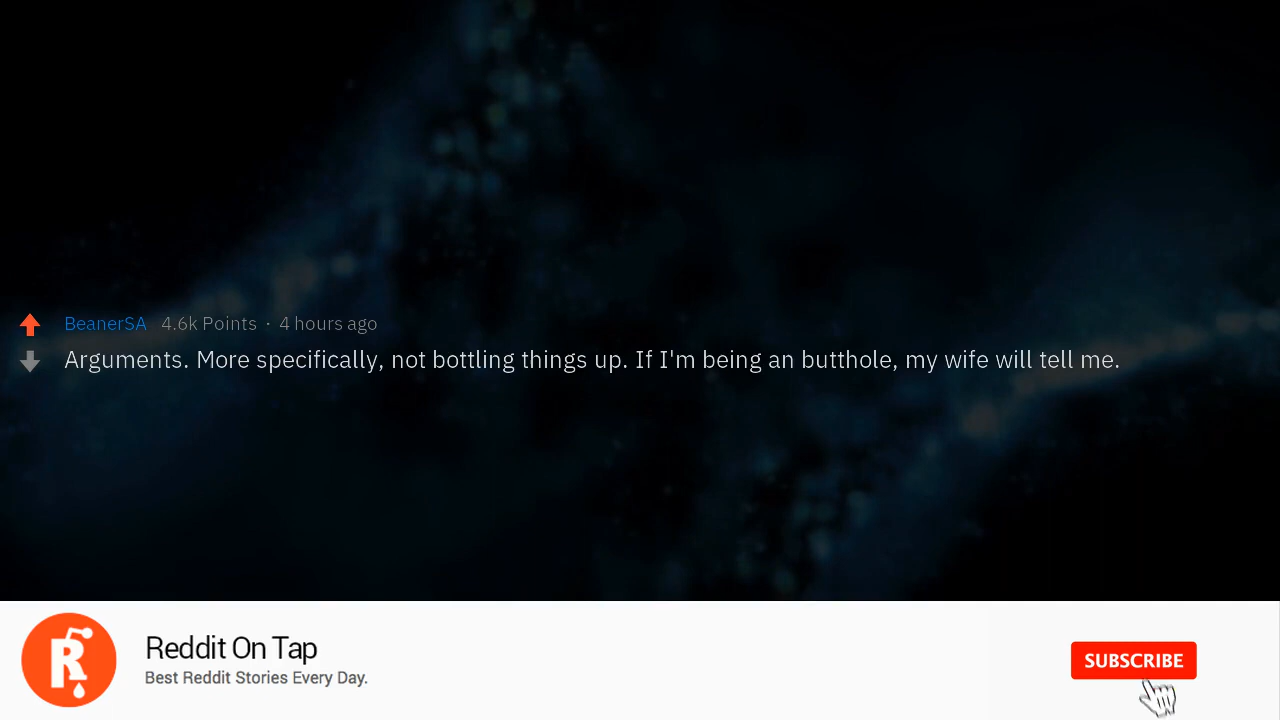 BeanerSA 4.6k Points · 4 hours ago
Arguments. More specifically, not bottling things up. If I'm being an butthole, my wife will tell me.
Reddit On Tap
Best Reddit Stories Every Day.
SUBSCRIBE